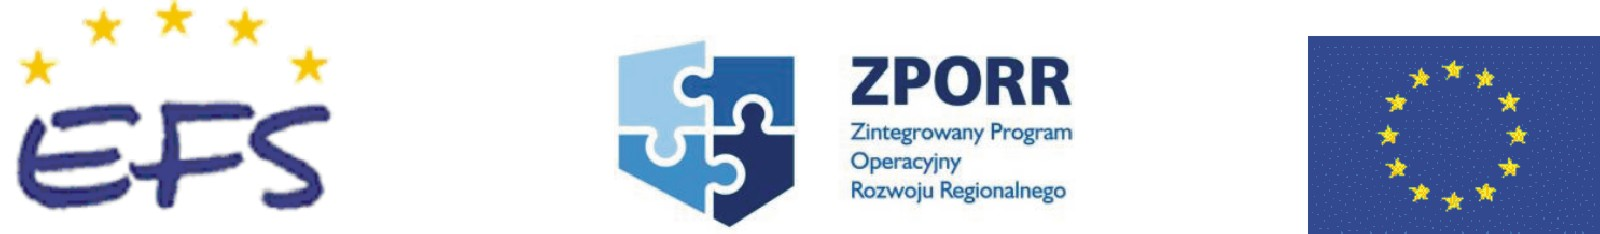 EFS
ZPORR
Zintegrowany Program
Operacyjny
Rozwoju Regionalnego